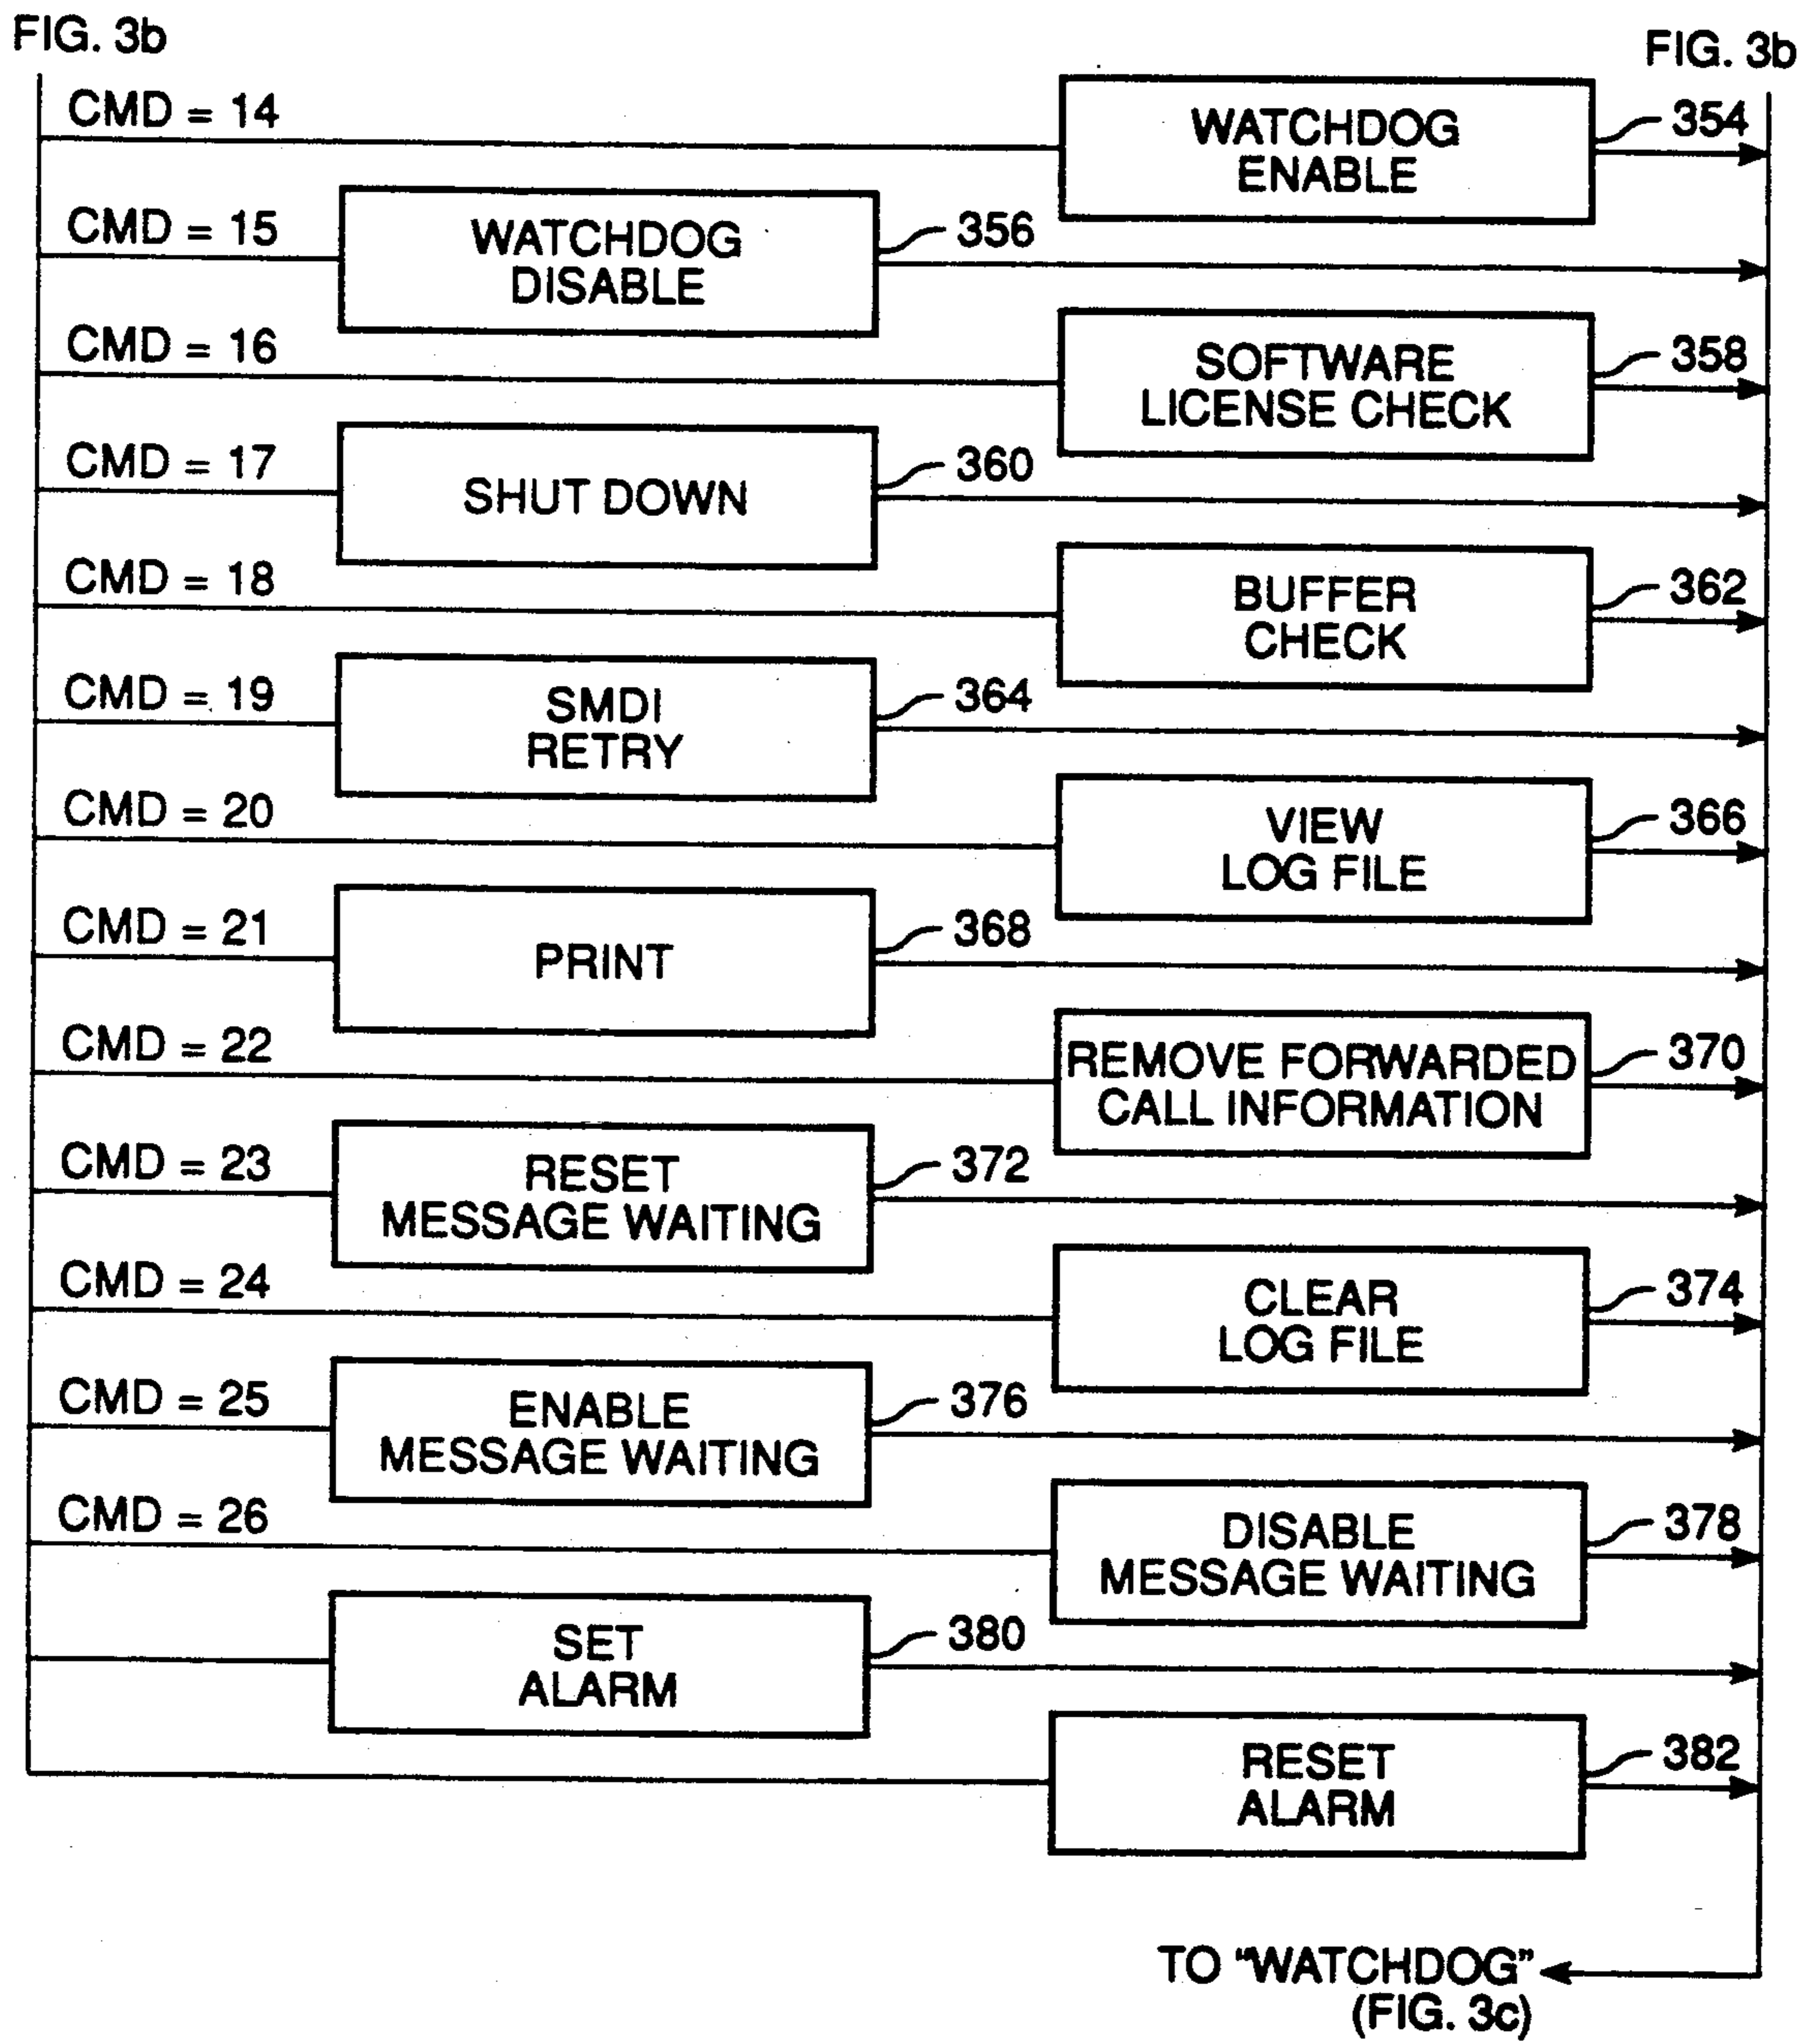 FIG. 3b
FIG. 3b
CMD = 14
WATCHDOG
ENABLE
354
CMD = 15
WATCHDOG
DISABLE
356
CMD = 16
SOFTWARE
LICENSE CHECK
358
CMD = 17
SHUT DOWN
360
CMD = 18
BUFFER
CHECK
362
CMD = 19
SMDI
RETRY
364
CMD = 20
VIEW
LOG FILE
366
CMD = 21
PRINT
368
CMD = 22
REMOVE FORWARDED
CALL INFORMATION
370
CMD = 23
RESET
MESSAGE WAITING
372
CMD = 24
CLEAR
LOG FILE
374
CMD = 25
ENABLE
MESSAGE WAITING
376
CMD = 26
DISABLE
MESSAGE WAITING
378
SET
ALARM
380
RESET
ALARM
382
TO “WATCHDOG”
(FIG. 3c)